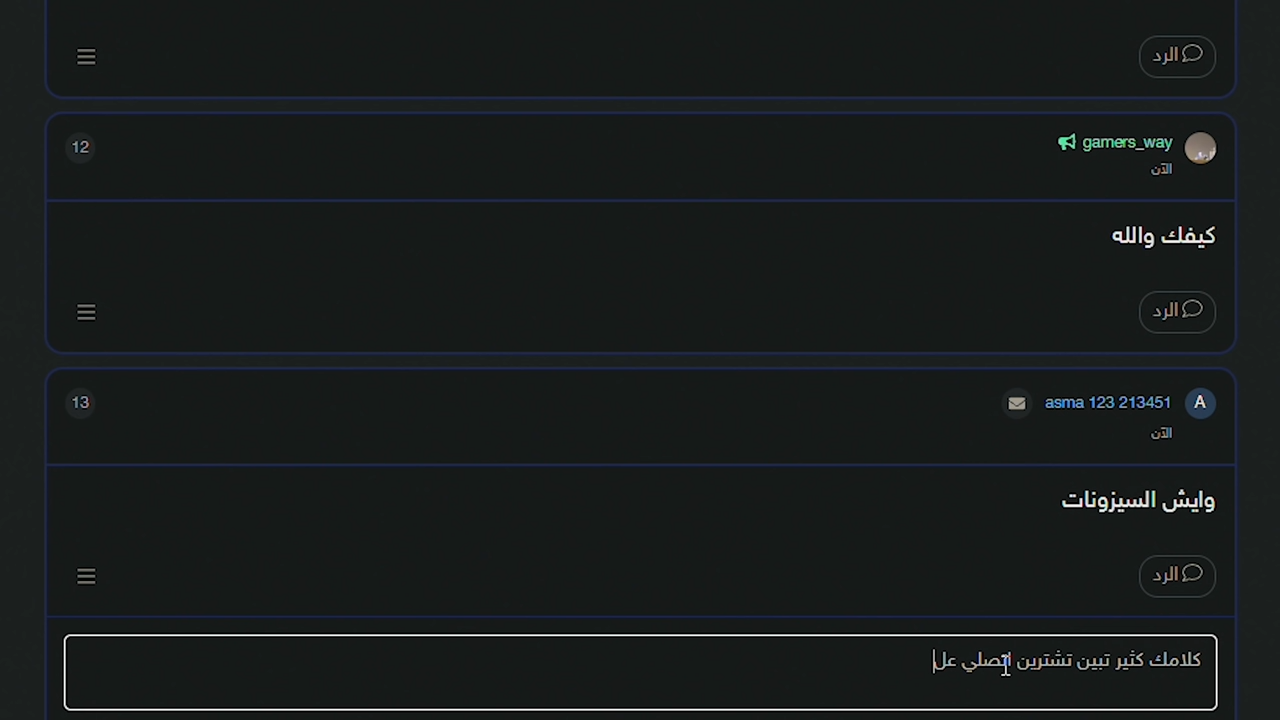 الرد
gamers_way
12
الآن
كيفك والله
الرد
A asma 123 213451
13
الآن
وايش السيزونات
الرد
كلامك كثير تبين تشترين اتصلي عل